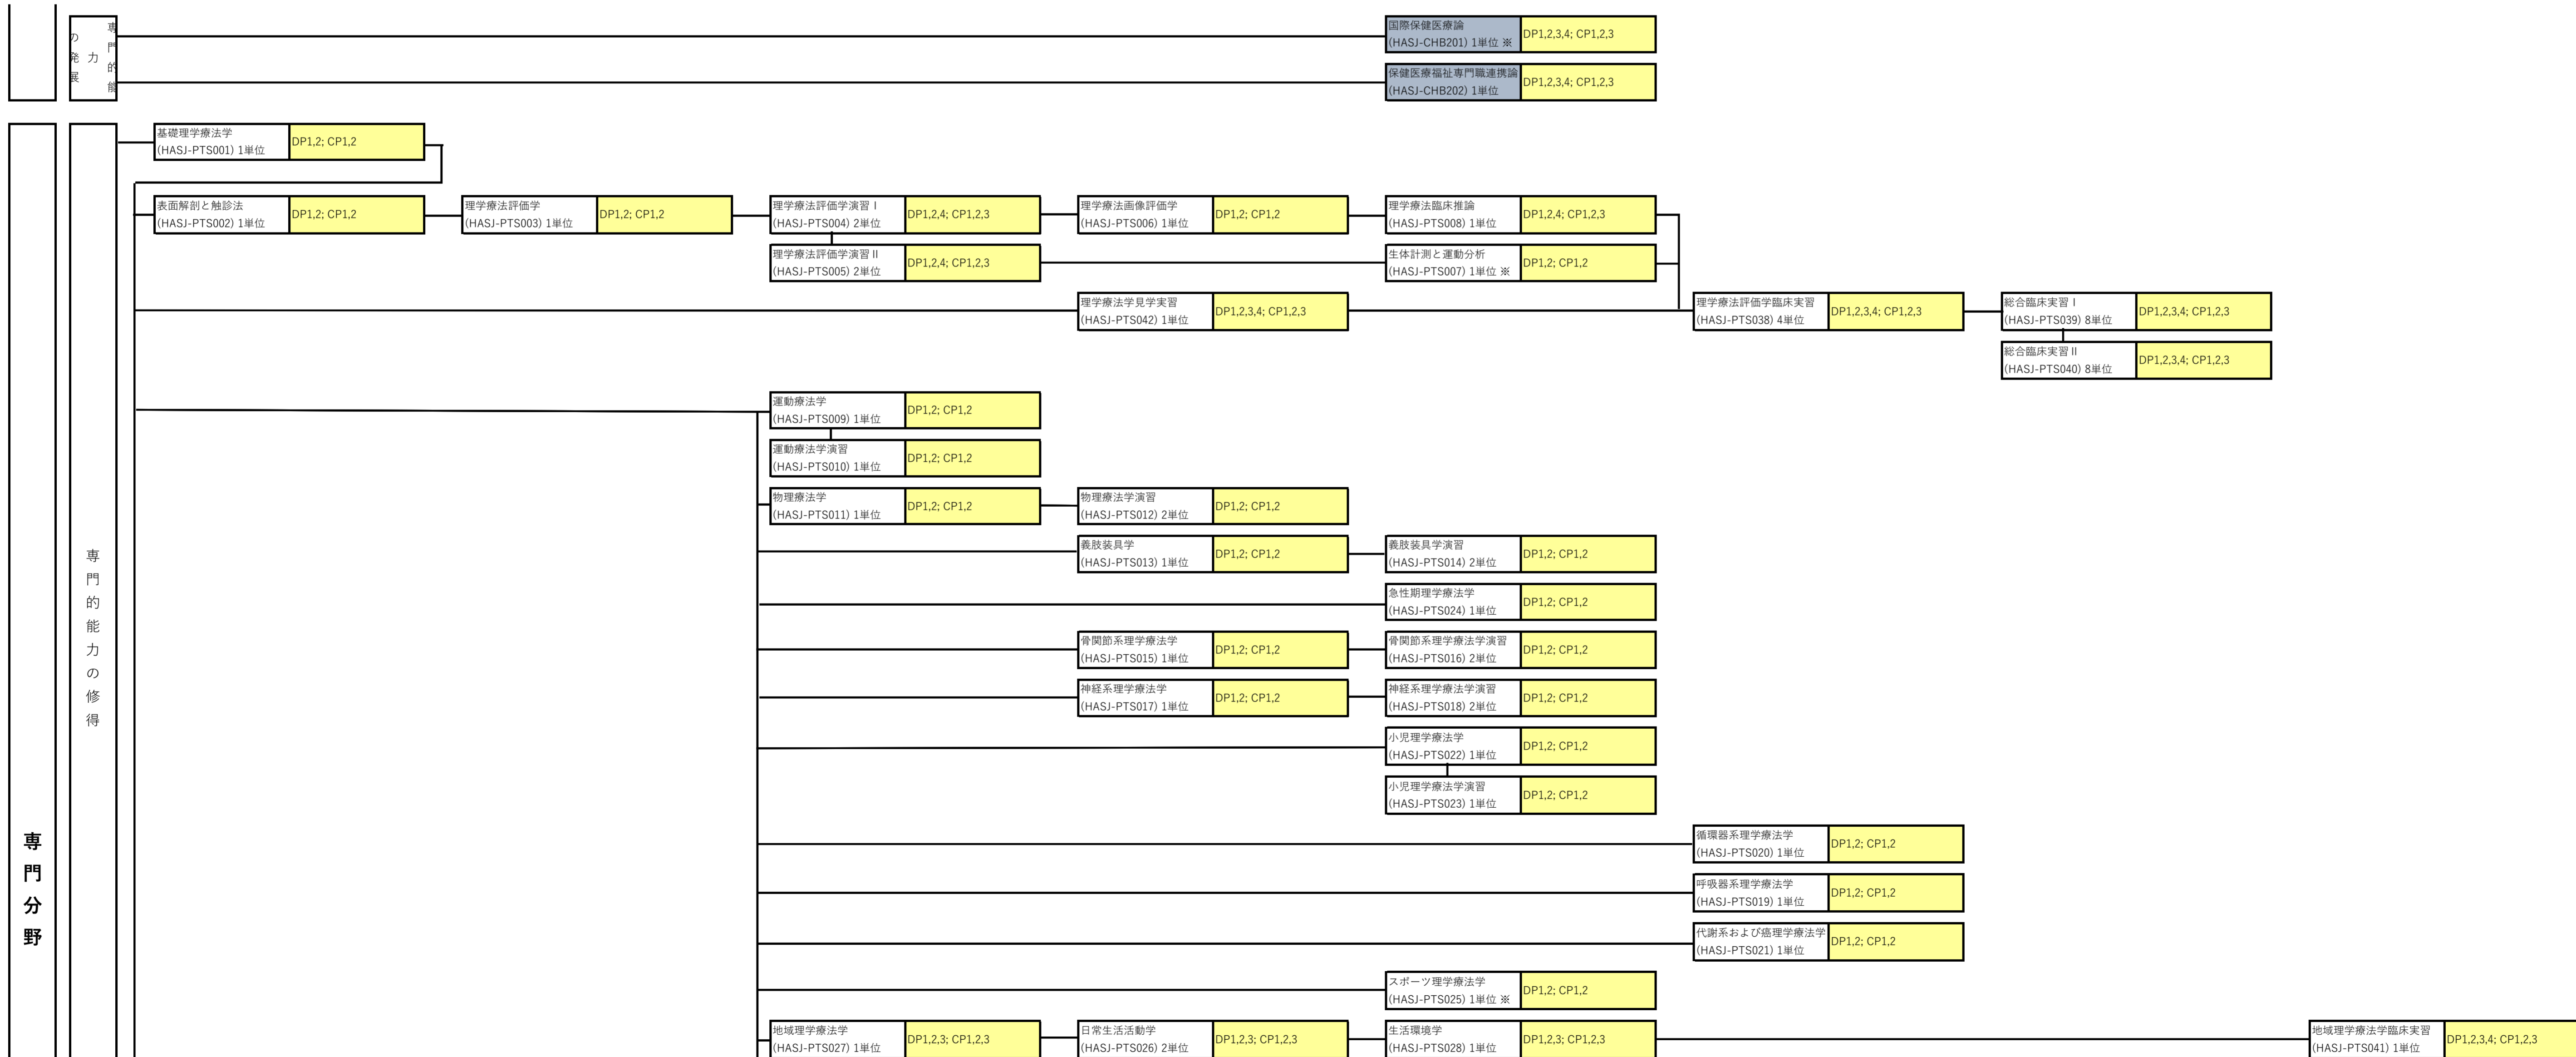 専門的能力の発展
国際保健医療論
(HASJ-CHB201) 1単位 ※
DP1,2,3,4; CP1,2,3
保健医療福祉専門職連携論
(HASJ-CHB202) 1単位
DP1,2,3,4; CP1,2,3
専門分野
専門的能力の修得
基礎理学療法学
(HASJ-PTS001) 1単位
DP1,2; CP1,2
表面解剖と触診法
(HASJ-PTS002) 1単位
DP1,2; CP1,2
理学療法評価学
(HASJ-PTS003) 1単位
DP1,2; CP1,2
理学療法評価学演習Ⅰ
(HASJ-PTS004) 2単位
DP1,2,4; CP1,2,3
理学療法画像評価学
(HASJ-PTS006) 1単位
DP1,2; CP1,2
理学療法臨床推論
(HASJ-PTS008) 1単位
DP1,2,4; CP1,2,3
理学療法評価学演習Ⅱ
(HASJ-PTS005) 2単位
DP1,2,4; CP1,2,3
生体計測と運動分析
(HASJ-PTS007) 1単位 ※
DP1,2; CP1,2
理学療法学見学実習
(HASJ-PTS042) 1単位
DP1,2,3,4; CP1,2,3
理学療法評価学臨床実習
(HASJ-PTS038) 4単位
DP1,2,3,4; CP1,2,3
総合臨床実習Ⅰ
(HASJ-PTS039) 8単位
DP1,2,3,4; CP1,2,3
総合臨床実習Ⅱ
(HASJ-PTS040) 8単位
DP1,2,3,4; CP1,2,3
運動療法学
(HASJ-PTS009) 1単位
DP1,2; CP1,2
運動療法学演習
(HASJ-PTS010) 1単位
DP1,2; CP1,2
物理療法学
(HASJ-PTS011) 1単位
DP1,2; CP1,2
物理療法学演習
(HASJ-PTS012) 2単位
DP1,2; CP1,2
義肢装具学
(HASJ-PTS013) 1単位
DP1,2; CP1,2
義肢装具学演習
(HASJ-PTS014) 2単位
DP1,2; CP1,2
急性期理学療法学
(HASJ-PTS024) 1単位
DP1,2; CP1,2
骨関節系理学療法学
(HASJ-PTS015) 1単位
DP1,2; CP1,2
骨関節系理学療法学演習
(HASJ-PTS016) 2単位
DP1,2; CP1,2
神経系理学療法学
(HASJ-PTS017) 1単位
DP1,2; CP1,2
神経系理学療法学演習
(HASJ-PTS018) 2単位
DP1,2; CP1,2
小児理学療法学
(HASJ-PTS022) 1単位
DP1,2; CP1,2
小児理学療法学演習
(HASJ-PTS023) 1単位
DP1,2; CP1,2
循環器系理学療法学
(HASJ-PTS020) 1単位
DP1,2; CP1,2
呼吸器系理学療法学
(HASJ-PTS019) 1単位
DP1,2; CP1,2
代謝系および癌理学療法学
(HASJ-PTS021) 1単位
DP1,2; CP1,2
スポーツ理学療法学
(HASJ-PTS025) 1単位 ※
DP1,2; CP1,2
地域理学療法学
(HASJ-PTS027) 1単位
DP1,2,3; CP1,2,3
日常生活活動学
(HASJ-PTS026) 2単位
DP1,2,3; CP1,2,3
生活環境学
(HASJ-PTS028) 1単位
DP1,2,3; CP1,2,3
地域理学療法学臨床実習
(HASJ-PTS041) 1単位
DP1,2,3,4; CP1,2,3